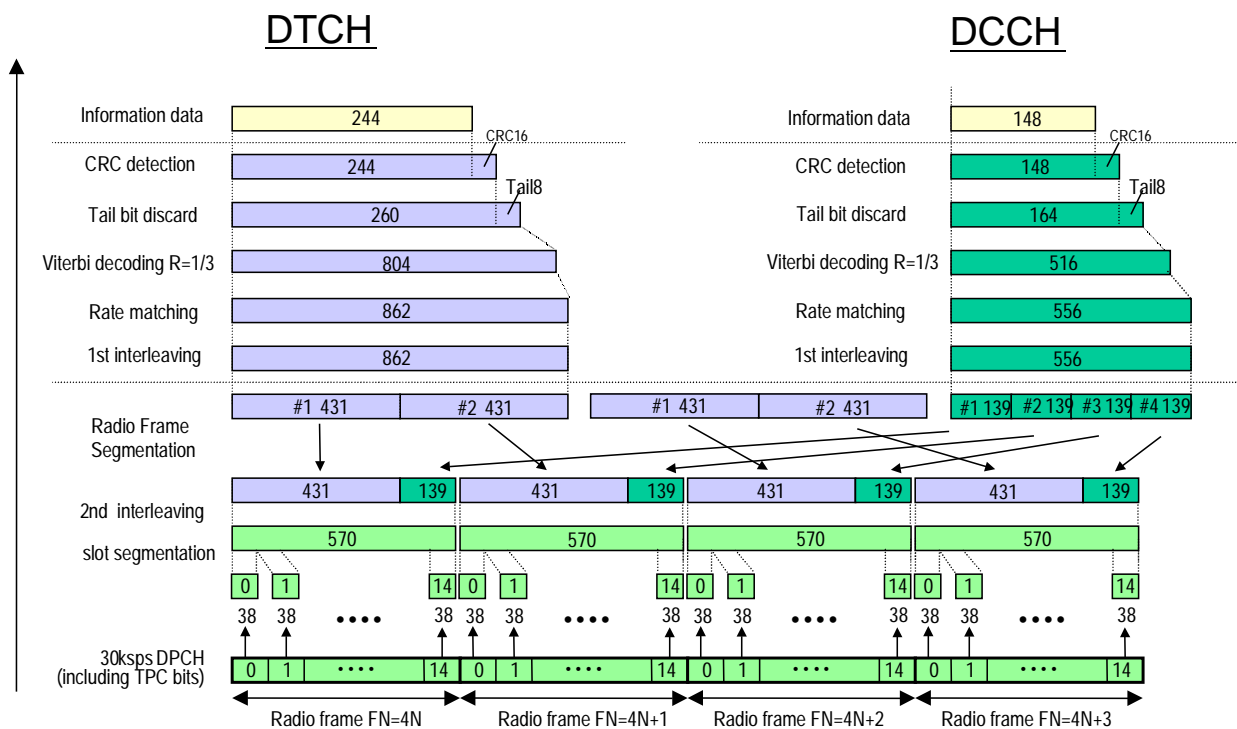 DTCH DCCH
Information data 244 Information data 148
CRC16 CRC16
CRC detection 244 CRC detection 148
Tail8 Tail8
Tail bit discard 260 Tail bit discard 164
Viterbi decoding R=1/3 804 Viterbi decoding R=1/3 516
Rate matching 862 Rate matching 556
1st interleaving 862 1st interleaving 556
#1 431 #2 431 #1 431 #2 431 #1 139 #2 139 #3 139 #4 139
Radio Frame
Segmentation
431 139 431 139 431 139 431 139
2nd interleaving
slot segmentation 570 570 570 570
0 1 14 0 1 14 0 1 14 0 1 14
38 38 •••• 38 38 38 •••• 38 38 38 •••• 38 38 38 •••• 38
30ksps DPCH
(including TPC bits)
0 1 •••• 14 0 1 •••• 14 0 1 •••• 14 0 1 •••• 14
Radio frame FN=4N Radio frame FN=4N+1 Radio frame FN=4N+2 Radio frame FN=4N+3